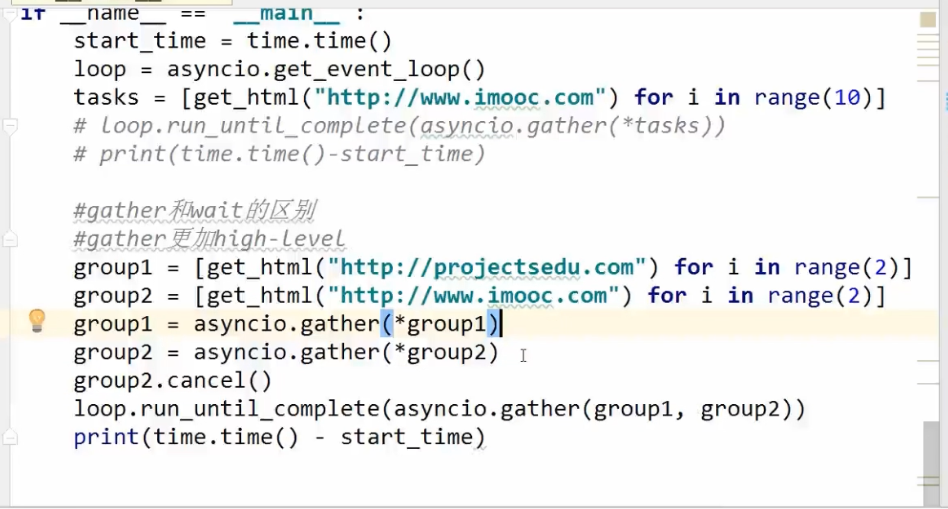 if __name__ == "__main__":
start_time = time.time()
loop = asyncio.get_event_loop()
tasks = [get_html("http://www.imooc.com") for i in range(10)]
# loop.run_until_complete(asyncio.gather(*tasks))
# print(time.time()-start_time)
#gather和wait的区别
#gather更加high-level
group1 = [get_html("http://projectsedu.com") for i in range(2)]
group2 = [get_html("http://www.imooc.com") for i in range(2)]
group1 = asyncio.gather(*group1)
group2 = asyncio.gather(*group2)
group2.cancel()
loop.run_until_complete(asyncio.gather(group1, group2))
print(time.time() - start_time)